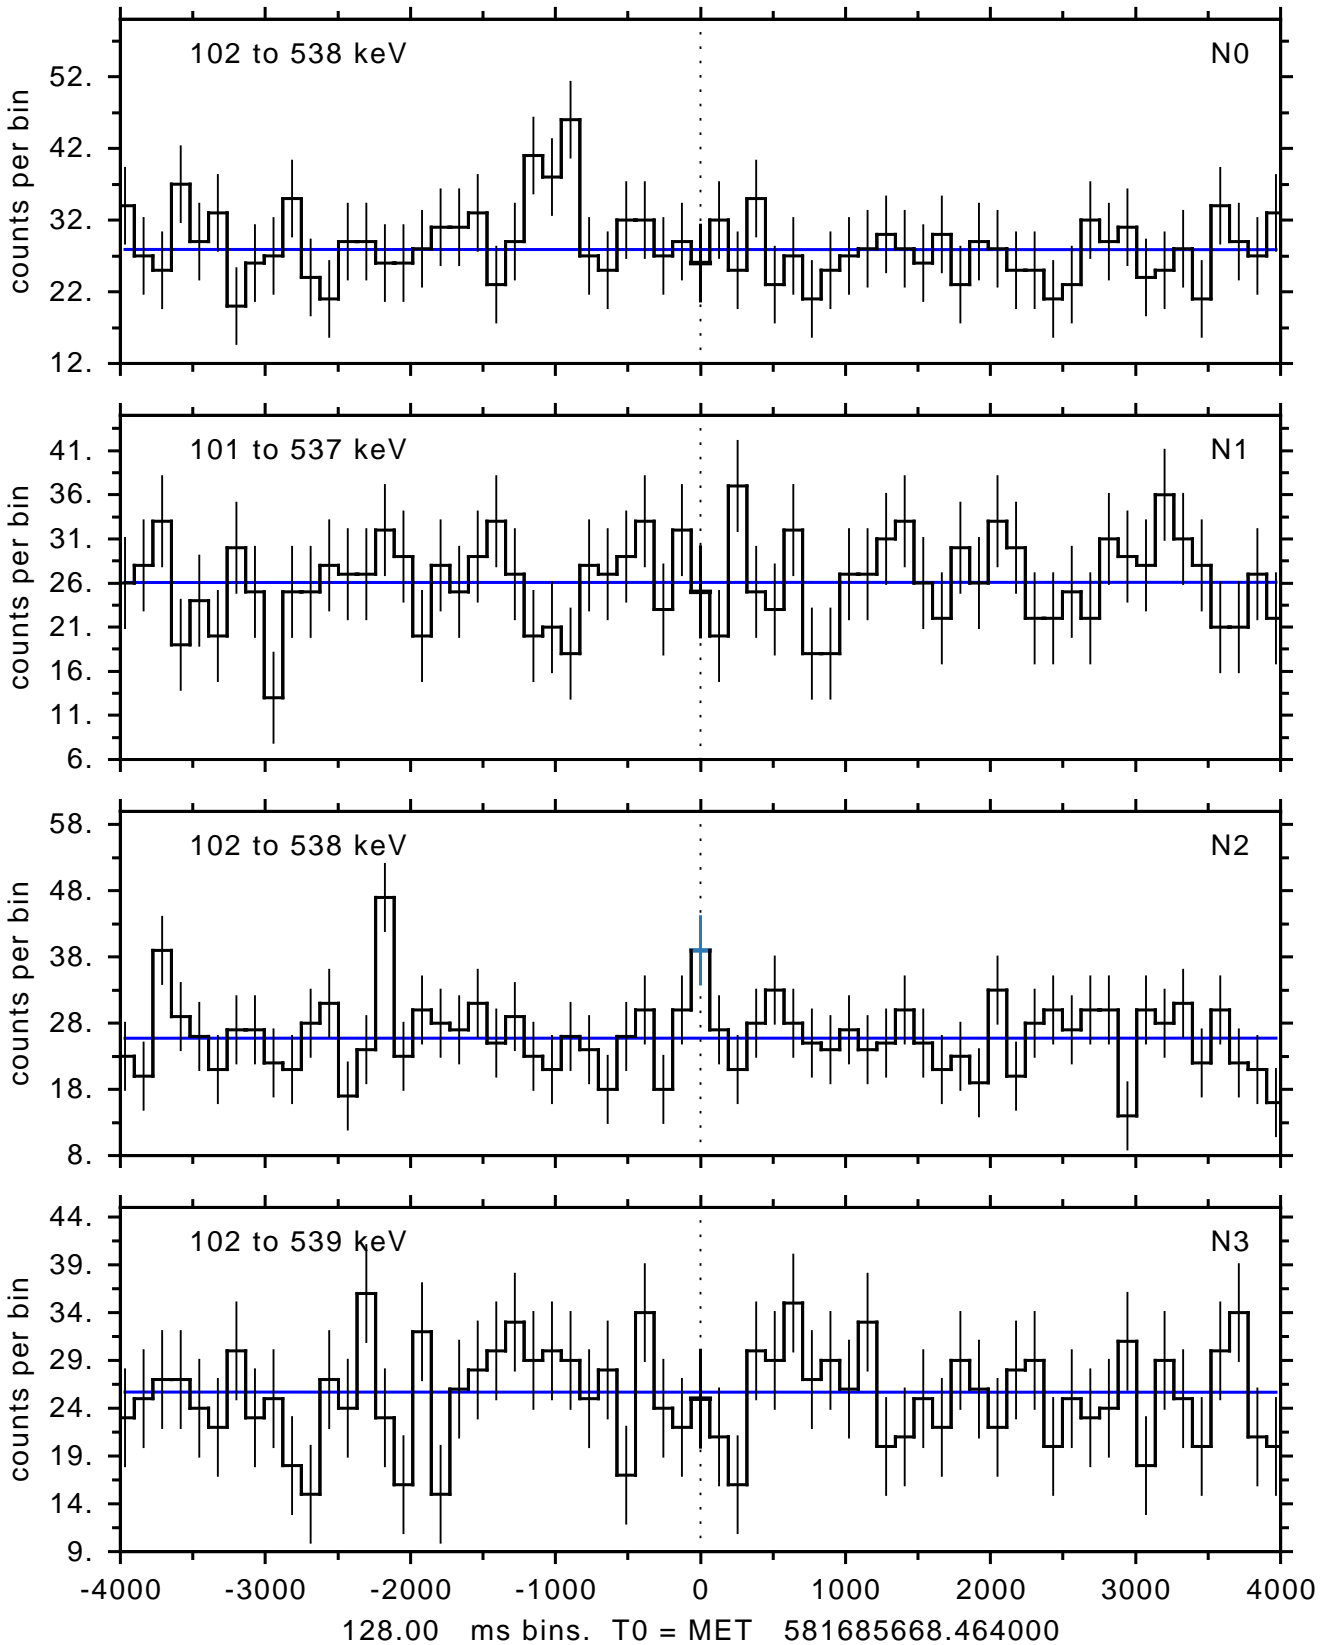 102 to 538 keV N0
counts per bin
52.
42.
32.
22.
12.
101 to 537 keV N1
counts per bin
41.
36.
31.
26.
21.
16.
11.
6.
102 to 538 keV N2
counts per bin
58.
48.
38.
28.
18.
8.
102 to 539 keV N3
counts per bin
44.
39.
34.
29.
24.
19.
14.
9.
-4000 -3000 -2000 -1000 0 1000 2000 3000 4000
128.00 ms bins. T0 = MET 581685668.464000